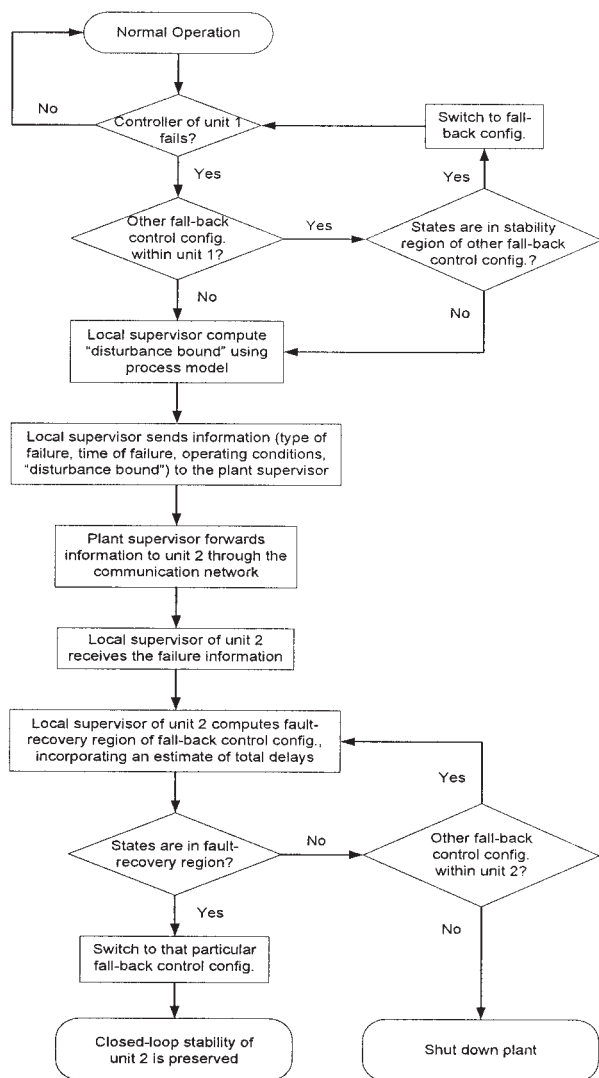 Normal Operation
No
Controller of unit 1
fails?
Switch to fall-
back config.
Yes
Yes
Other fall-back
control config.
within unit 1?
Yes
States are in stability
region of other fall-back
control config.?
No
No
Local supervisor compute
“disturbance bound” using
process model
Local supervisor sends information (type of
failure, time of failure, operating conditions,
“disturbance bound”) to the plant supervisor
Plant supervisor forwards
information to unit 2 through the
communication network
Local supervisor of unit 2
receives the failure information
Local supervisor of unit 2 computes fault-
recovery region of fall-back control config.,
incorporating an estimate of total delays
Yes
States are in fault-
recovery region?
No
Other fall-back
control config.
within unit 2?
Yes
No
Switch to that particular
fall-back control config.
Closed-loop stability of
unit 2 is preserved
Shut down plant